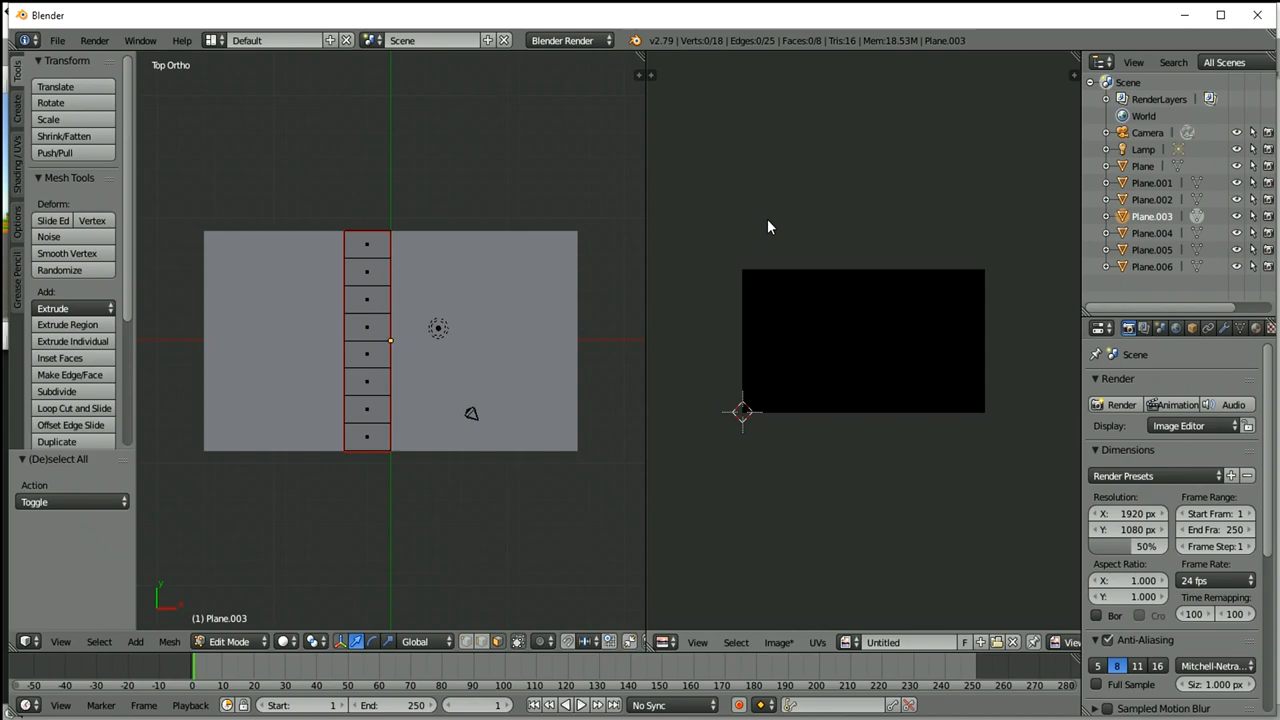 Blender
File Render Window Help Default Scene Blender Render v2.79 | Verts:0/18 | Edges:0/25 | Faces:0/8 | Tris:16 | Mem:18.53M | Plane.003
Tools
Create
Shading / UVs
Options
Grease Pencil
Transform
Translate
Rotate
Scale
Shrink/Fatten
Push/Pull
Mesh Tools
Deform:
Slide Ed Vertex
Noise
Smooth Vertex
Randomize
Add:
Extrude
Extrude Region
Extrude Individual
Inset Faces
Make Edge/Face
Subdivide
Loop Cut and Slide
Offset Edge Slide
Duplicate
(De)select All
Action
Toggle
Top Ortho
y
x
(1) Plane.003
View Select Add Mesh Edit Mode Global
View Select Image* UVs Untitled F View
View Search All Scenes
Scene
RenderLayers
World
Camera
Lamp
Plane
Plane.001
Plane.002
Plane.003
Plane.004
Plane.005
Plane.006
Scene
Render
Render Animation Audio
Display: Image Editor
Dimensions
Render Presets
Resolution: Frame Range:
X: 1920 px Start Fram: 1
Y: 1080 px End Fra: 250
50% Frame Step:1
Aspect Ratio: Frame Rate:
X: 1.000 24 fps
Y: 1.000 Time Remapping:
Bor Cro 100 100
Anti-Aliasing
5 8 11 16 Mitchell-Netra...
Full Sample Siz: 1.000 px
Sampled Motion Blur
-50 -40 -30 -20 -10 0 10 20 30 40 50 60 70 80 90 100 110 120 130 140 150 160 170 180 190 200 210 220 230 240 250 260 270 280
View Marker Frame Playback Start: 1 End: 250 1 No Sync